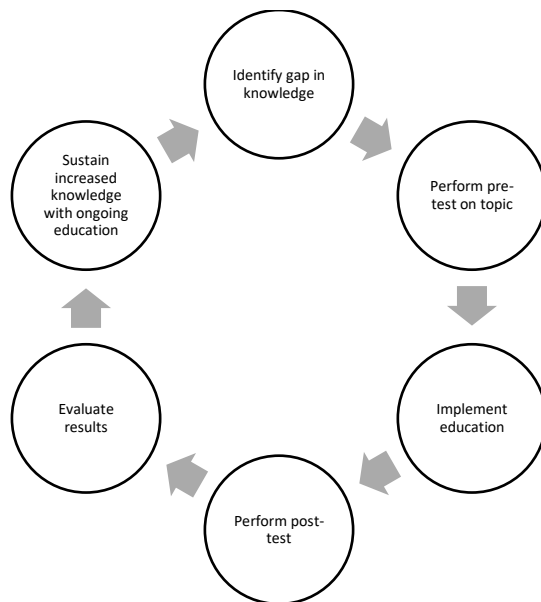 Identify gap in
knowledge
Perform pre-
test on topic
Implement
education
Perform post-
test
Evaluate
results
Sustain
increased
knowledge
with ongoing
education